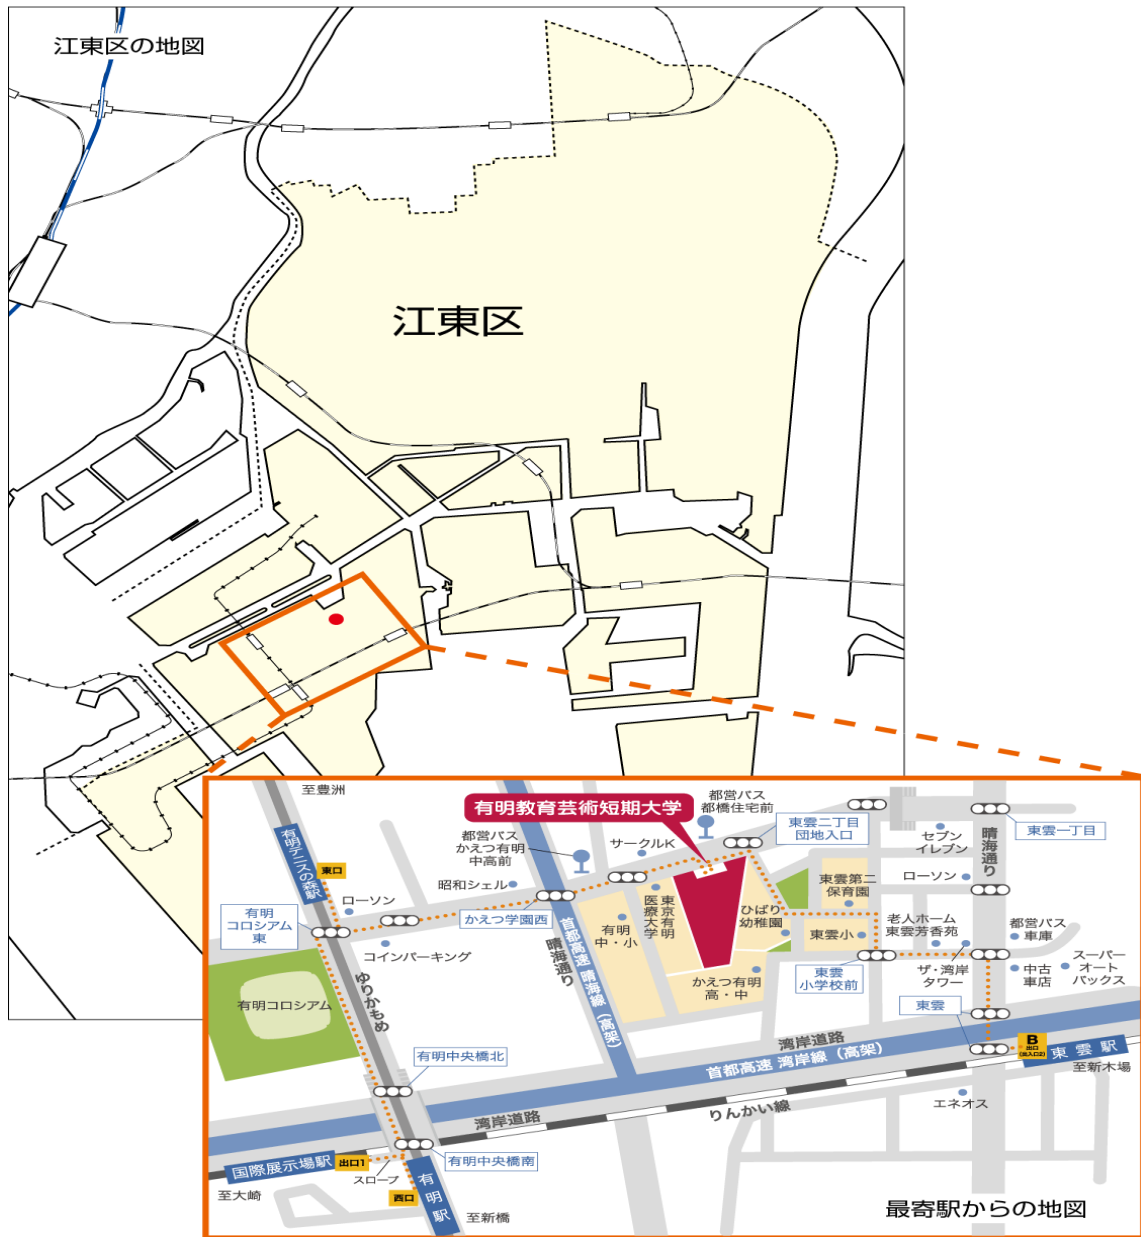 江東区の地図
江東区
至豊洲
有明テニスの森駅
東口
有明
コロシアム
東
ローソン
昭和シェル
都営バス
かえつ有明
中高前
サークルK
有明教育芸術短期大学
都営バス
都橋住宅前
東雲二丁目
団地入口
セブン
イレブン
晴海通り
東雲一丁目
ローソン
東雲第二
保育園
老人ホーム
東雲芳香苑
都営バス
車庫
かえつ学園西
コインパーキング
晴海通り
首都高速 晴海線(高架)
有明
中・小
東京有明
医療大学
ひばり
幼稚園
東雲小
かえつ有明
高・中
東雲
小学校前
ザ・湾岸
タワー
中古
車店
スーパー
オート
バックス
有明コロシアム
ゆりかもめ
東雲
有明中央橋北
湾岸道路
首都高速 湾岸線(高架)
B
出口
(出入口2)
東雲駅
至新木場
湾岸道路
りんかい線
エネオス
国際展示場駅
出口1
有明中央橋南
スロープ
至大崎
西口
有明駅
至新橋
最寄駅からの地図